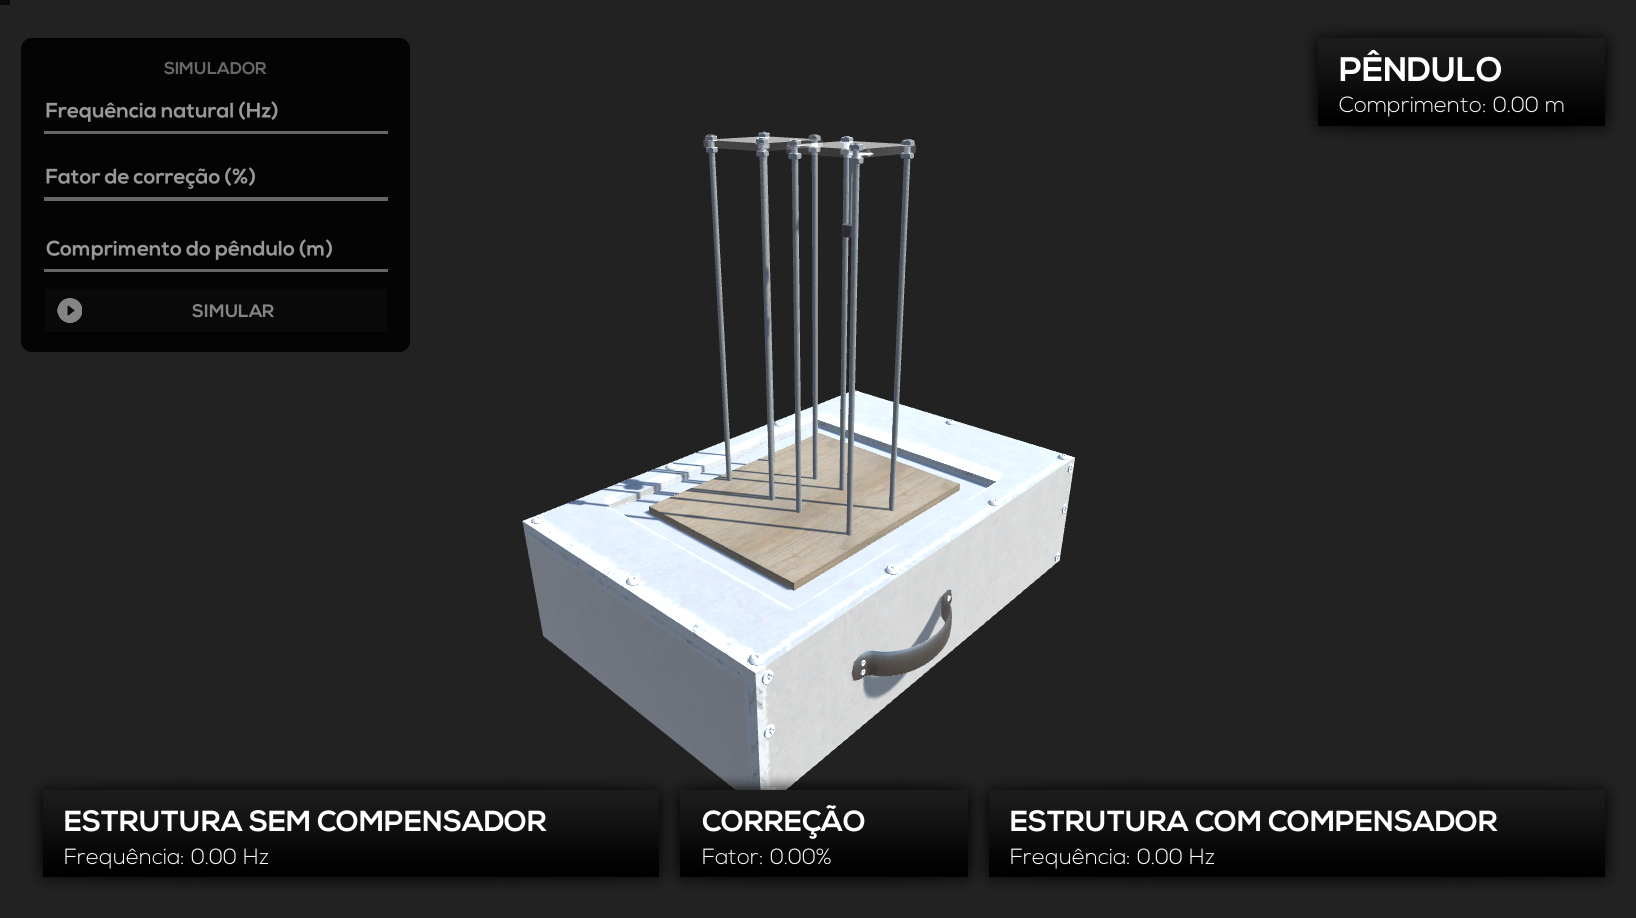 SIMULADOR
Frequência natural (Hz)
Fator de correção (%)
Comprimento do pêndulo (m)
SIMULAR
PÊNDULO
Comprimento: 0.00 m
ESTRUTURA SEM COMPENSADOR
Frequência: 0.00 Hz
CORREÇÃO
Fator: 0.00%
ESTRUTURA COM COMPENSADOR
Frequência: 0.00 Hz